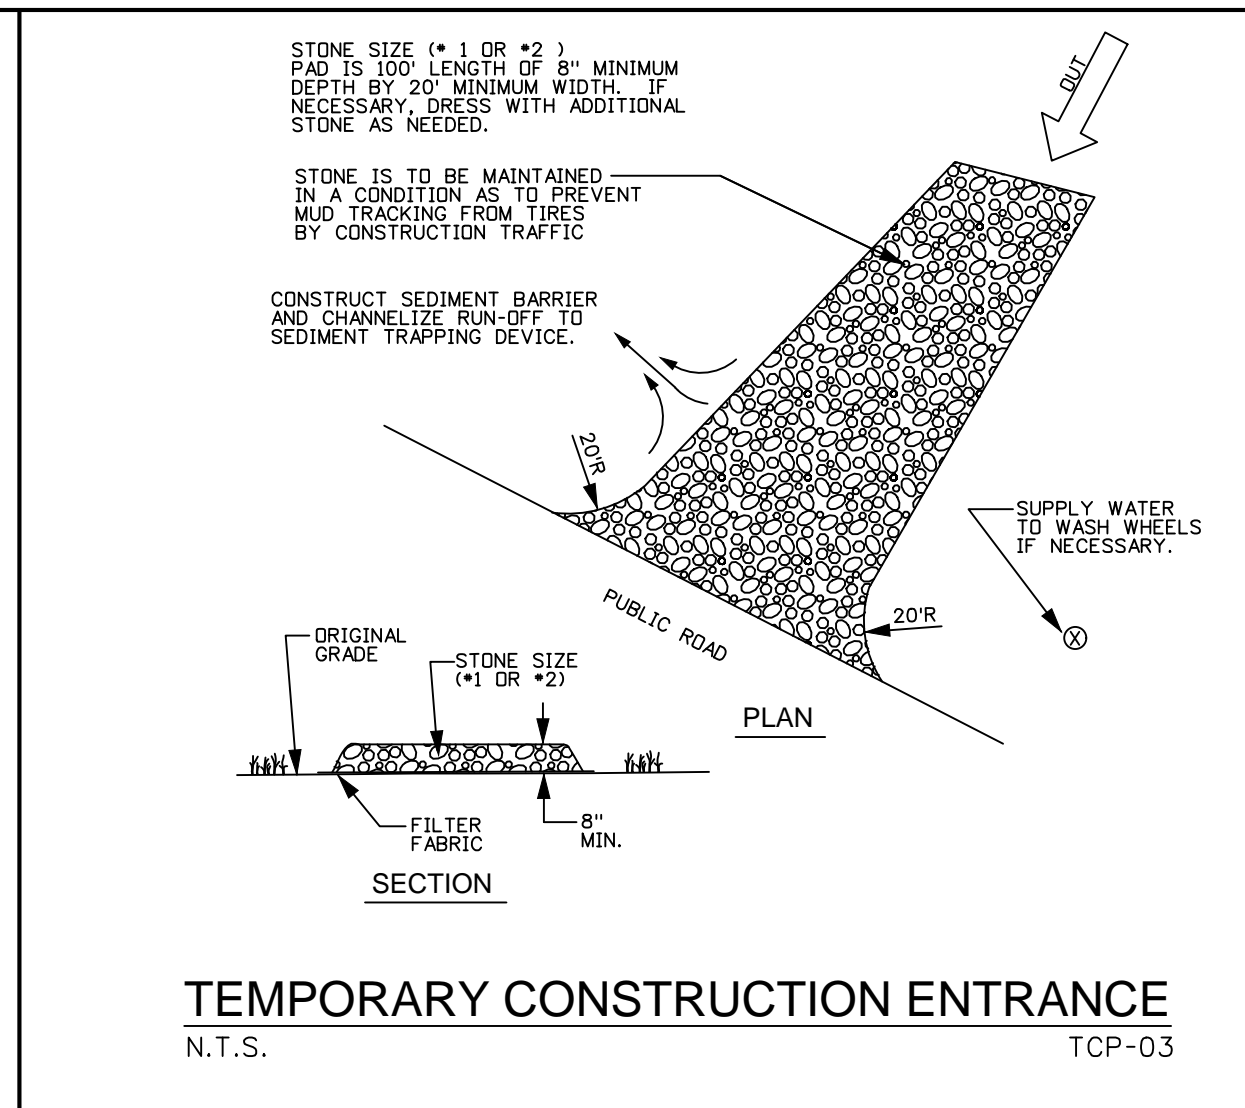 STONE SIZE (# 1 OR #2 )
PAD IS 100' LENGTH OF 8" MINIMUM
DEPTH BY 20' MINIMUM WIDTH. IF
NECESSARY, DRESS WITH ADDITIONAL
STONE AS NEEDED.
OUT
STONE IS TO BE MAINTAINED
IN A CONDITION AS TO PREVENT
MUD TRACKING FROM TIRES
BY CONSTRUCTION TRAFFIC
CONSTRUCT SEDIMENT BARRIER
AND CHANNELIZE RUN-OFF TO
SEDIMENT TRAPPING DEVICE.
20'R
SUPPLY WATER
TO WASH WHEELS
IF NECESSARY.
20'R
X
PUBLIC ROAD
PLAN
ORIGINAL
GRADE
STONE SIZE
(#1 OR #2)
FILTER
FABRIC
8"
MIN.
SECTION
TEMPORARY CONSTRUCTION ENTRANCE
N.T.S.
TCP-03